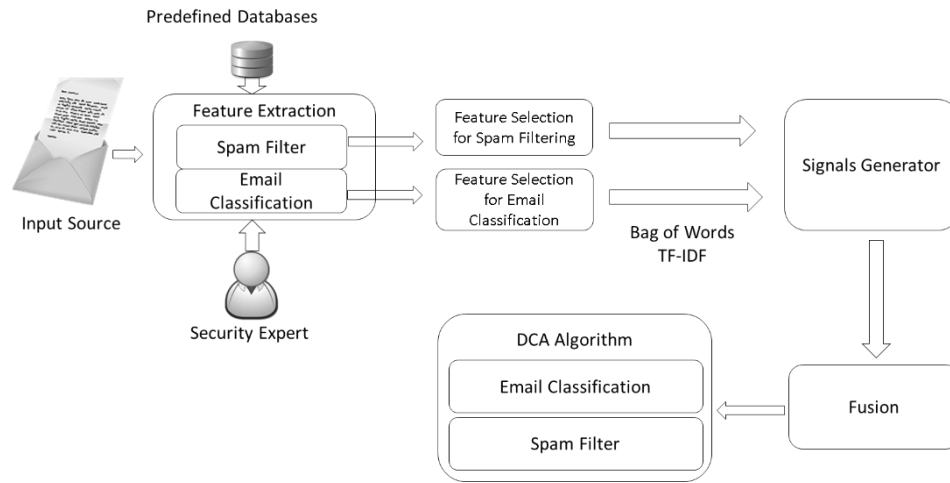 Predefined Databases
Feature Extraction
Spam Filter
Email
Classification
Input Source
Security Expert
Feature Selection
for Spam Filtering
Feature Selection
for Email
Classification
Bag of Words
TF-IDF
Signals Generator
Fusion
DCA Algorithm
Email Classification
Spam Filter